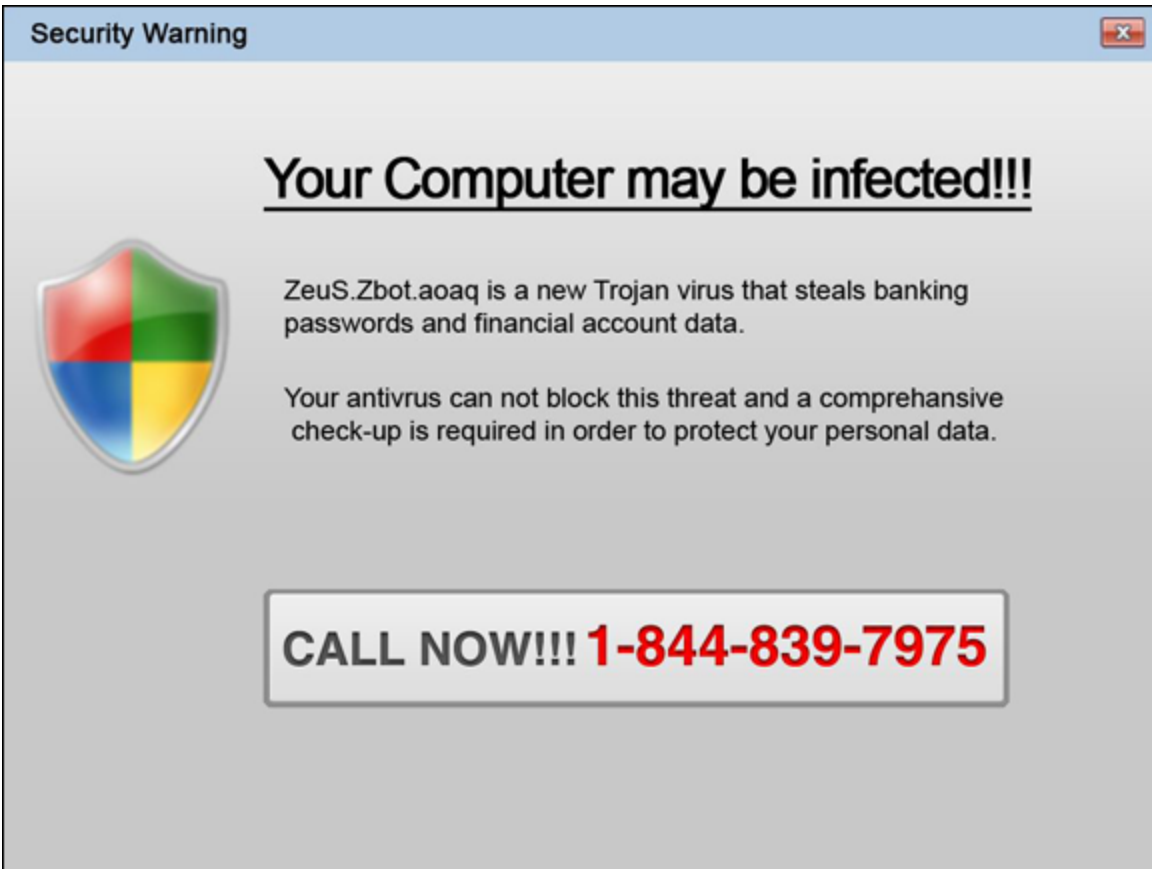 Security Warning
Your Computer may be infected!!!
ZeuS.Zbot.aoaq is a new Trojan virus that steals banking
passwords and financial account data.
Your antivrus can not block this threat and a comprehansive
check-up is required in order to protect your personal data.
CALL NOW!!! 1-844-839-7975